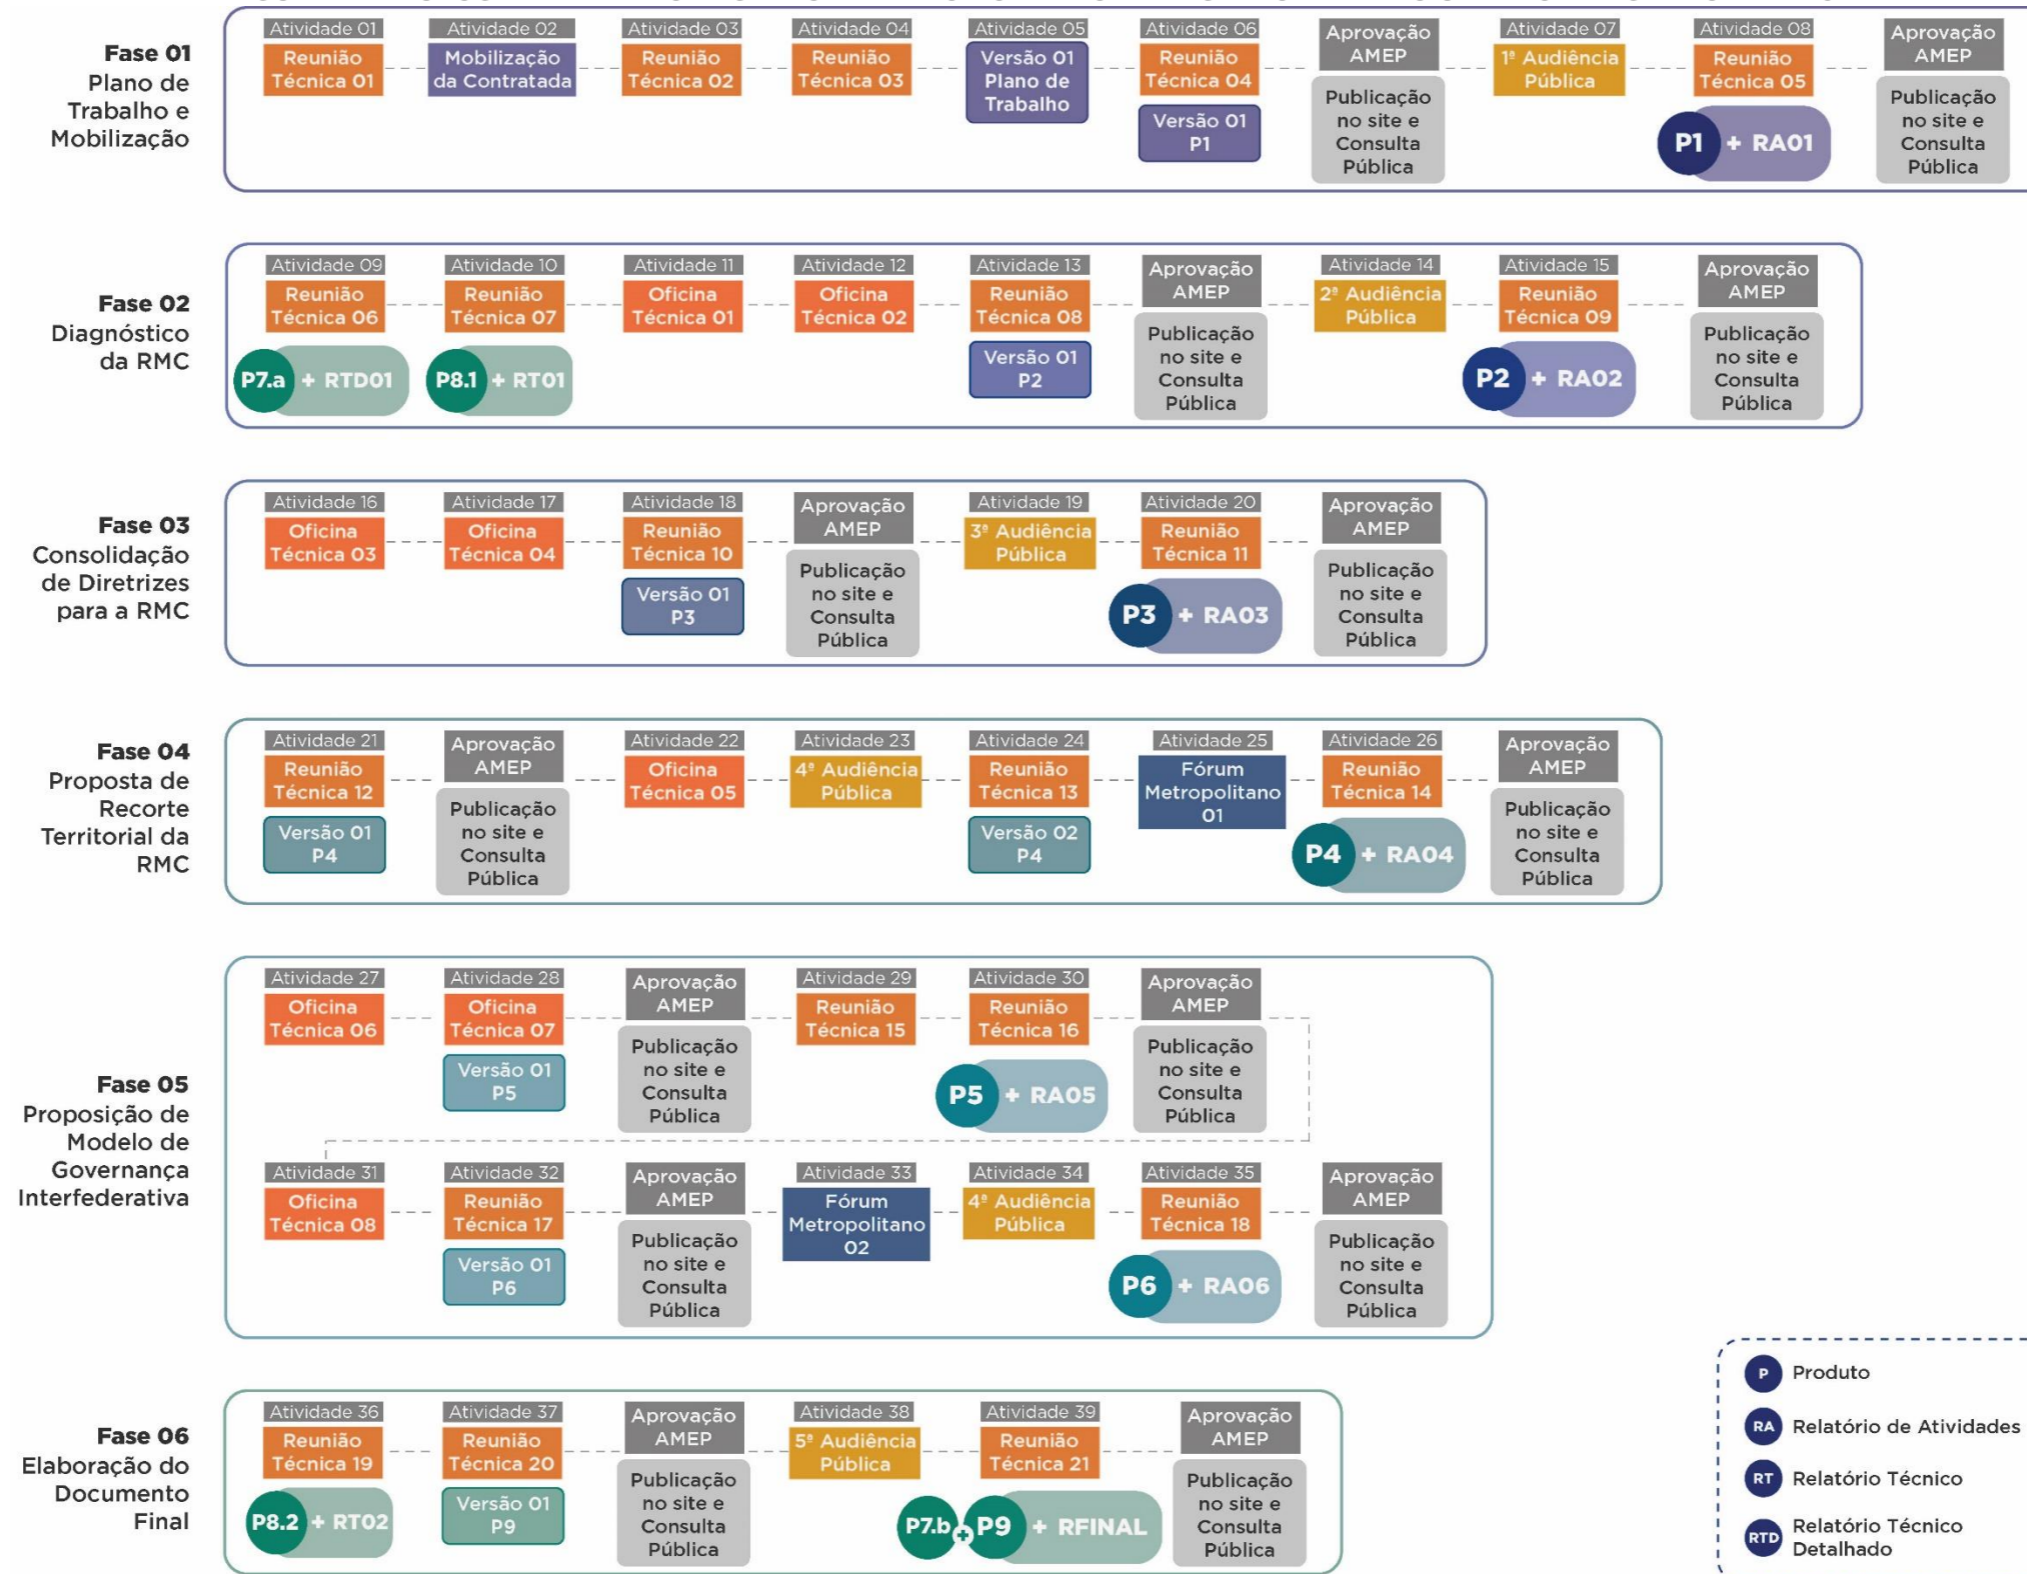 Fase 01
Plano de
Trabalho e
Mobilização
Atividade 01
Reunião
Técnica 01
Atividade 02
Mobilização
da Contratada
Atividade 03
Reunião
Técnica 02
Atividade 04
Reunião
Técnica 03
Atividade 05
Versão 01
Plano de
Trabalho
Atividade 06
Reunião
Técnica 04
Versão 01
P1
Aprovação
AMEP
Publicação
no site e
Consulta
Pública
Atividade 07
1ª Audiência
Pública
Atividade 08
Reunião
Técnica 05
P1 + RA01
Aprovação
AMEP
Publicação
no site e
Consulta
Pública
Fase 02
Diagnóstico
da RMC
Atividade 09
Reunião
Técnica 06
P7.a + RTD01
Atividade 10
Reunião
Técnica 07
P8.1 + RT01
Atividade 11
Oficina
Técnica 01
Atividade 12
Oficina
Técnica 02
Atividade 13
Reunião
Técnica 08
Versão 01
P2
Aprovação
AMEP
Publicação
no site e
Consulta
Pública
Atividade 14
2ª Audiência
Pública
Atividade 15
Reunião
Técnica 09
P2 + RA02
Aprovação
AMEP
Publicação
no site e
Consulta
Pública
Fase 03
Consolidação
de Diretrizes
para a RMC
Atividade 16
Oficina
Técnica 03
Atividade 17
Oficina
Técnica 04
Atividade 18
Reunião
Técnica 10
Versão 01
P3
Aprovação
AMEP
Publicação
no site e
Consulta
Pública
Atividade 19
3ª Audiência
Pública
Atividade 20
Reunião
Técnica 11
P3 + RA03
Aprovação
AMEP
Publicação
no site e
Consulta
Pública
Fase 04
Proposta de
Recorte
Territorial da
RMC
Atividade 21
Reunião
Técnica 12
Versão 01
P4
Aprovação
AMEP
Publicação
no site e
Consulta
Pública
Atividade 22
Oficina
Técnica 05
Atividade 23
4ª Audiência
Pública
Atividade 24
Reunião
Técnica 13
Versão 02
P4
Atividade 25
Fórum
Metropolitano
01
Atividade 26
Reunião
Técnica 14
P4 + RA04
Aprovação
AMEP
Publicação
no site e
Consulta
Pública
Fase 05
Proposição de
Modelo de
Governança
Interfederativa
Atividade 27
Oficina
Técnica 06
Atividade 28
Oficina
Técnica 07
Versão 01
P5
Aprovação
AMEP
Publicação
no site e
Consulta
Pública
Atividade 29
Reunião
Técnica 15
Atividade 30
Reunião
Técnica 16
P5 + RA05
Aprovação
AMEP
Publicação
no site e
Consulta
Pública
Atividade 31
Oficina
Técnica 08
Atividade 32
Reunião
Técnica 17
Versão 01
P6
Aprovação
AMEP
Publicação
no site e
Consulta
Pública
Atividade 33
Fórum
Metropolitano
02
Atividade 34
4ª Audiência
Pública
Atividade 35
Reunião
Técnica 18
P6 + RA06
Aprovação
AMEP
Publicação
no site e
Consulta
Pública
Fase 06
Elaboração do
Documento
Final
Atividade 36
Reunião
Técnica 19
P8.2 + RT02
Atividade 37
Reunião
Técnica 20
Versão 01
P9
Aprovação
AMEP
Publicação
no site e
Consulta
Pública
Atividade 38
5ª Audiência
Pública
Atividade 39
Reunião
Técnica 21
P7.b + P9 + RFINAL
Aprovação
AMEP
Publicação
no site e
Consulta
Pública
P Produto
RA Relatório de Atividades
RT Relatório Técnico
RTD Relatório Técnico
Detalhado